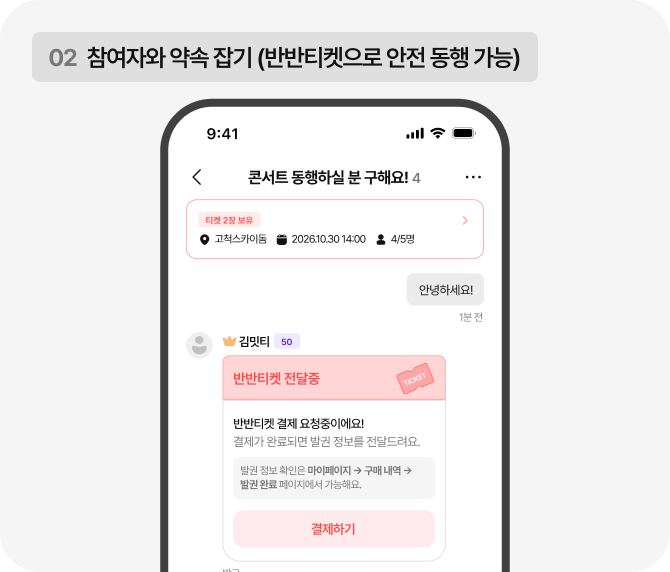 02 참여자와 약속 잡기 (반반티켓으로 안전 동행 가능)
9:41
콘서트 동행하실 분 구해요! 4
티켓 2장 보유
고척스카이돔 2026.10.30 14:00 4/5명
안녕하세요!
1분 전
김밋티 50
반반티켓 전달중
TICKET
반반티켓 결제 요청중이에요!
결제가 완료되면 발권 정보를 전달드려요.
발권 정보 확인은 마이페이지 → 구매 내역 →
발권 완료 페이지에서 가능해요.
결제하기